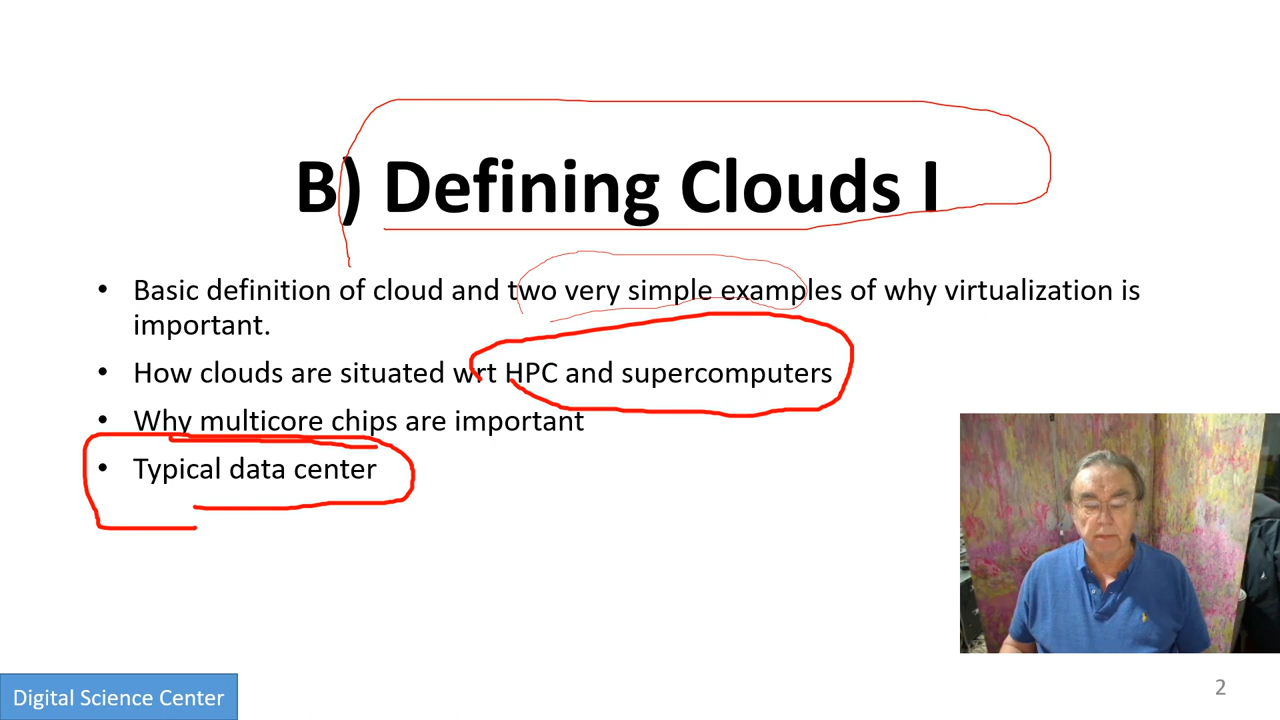 B) Defining Clouds I
• Basic definition of cloud and two very simple examples of why virtualization is
important.
• How clouds are situated wrt HPC and supercomputers
• Why multicore chips are important
• Typical data center
Digital Science Center
2